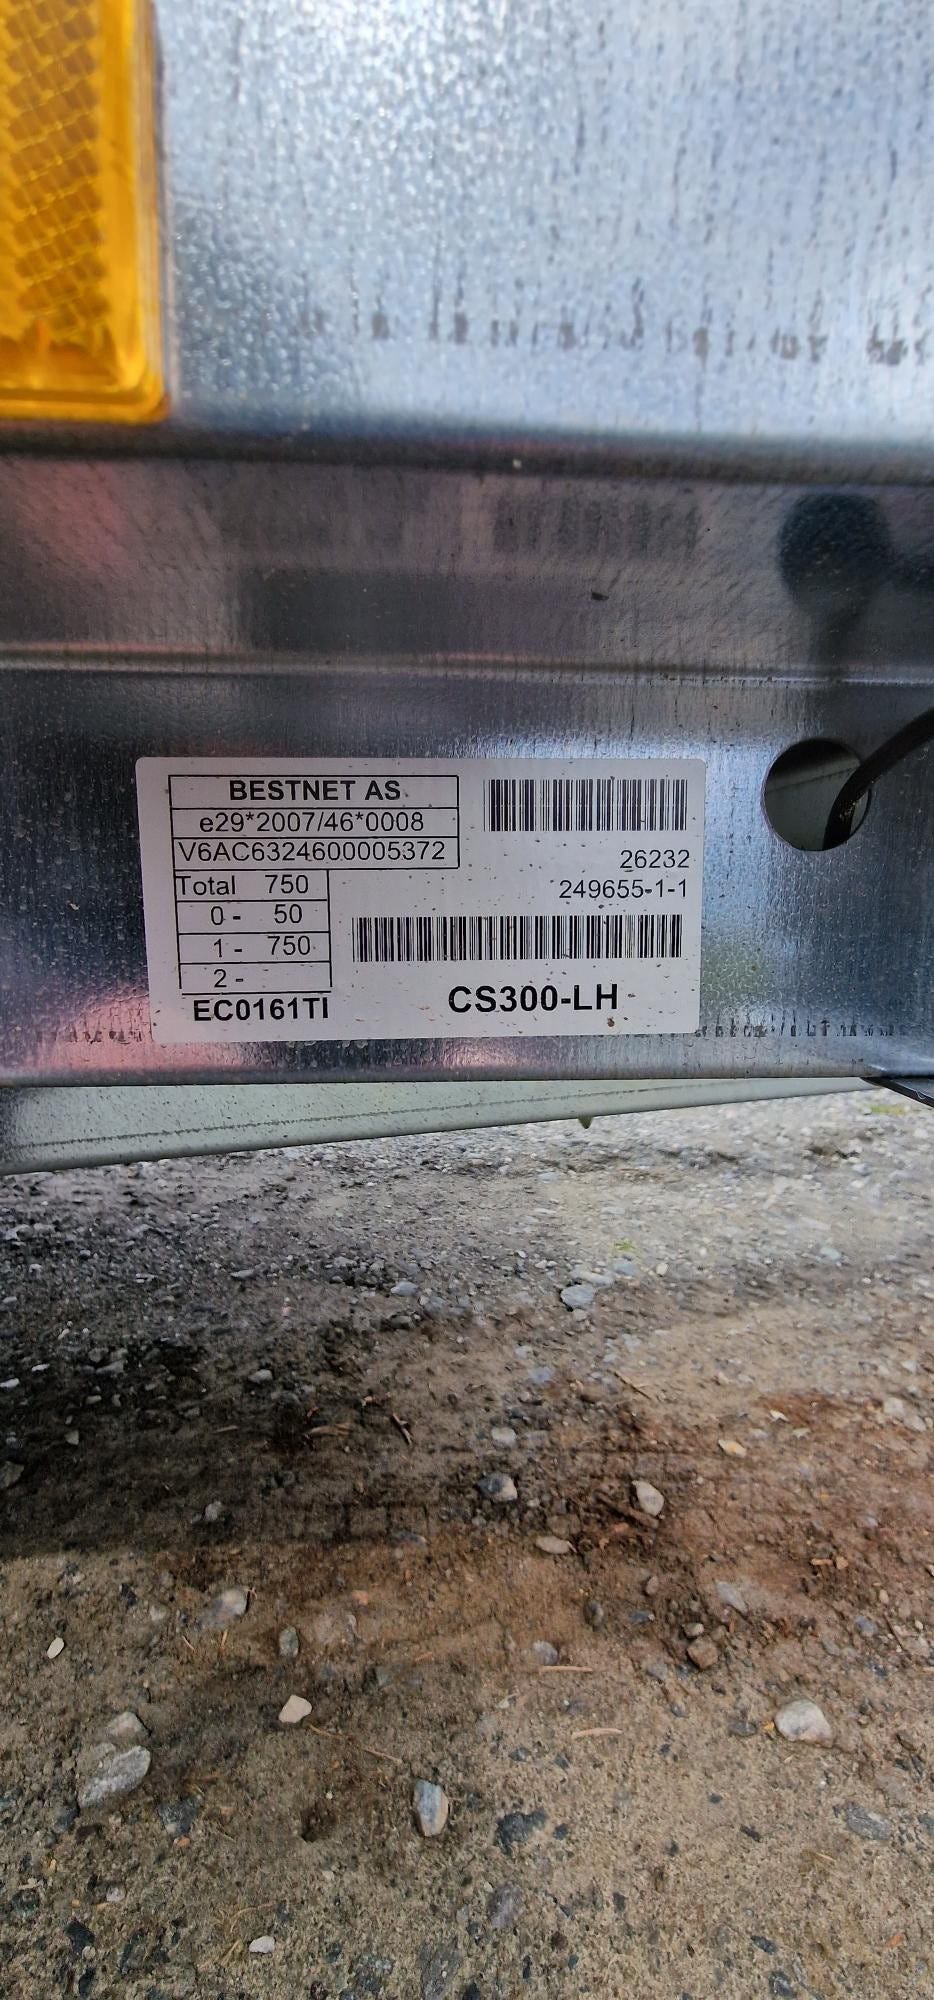 BESTNET AS
e29*2007/46*0008
V6AC6324600005372
Total 750
0 - 50
1 - 750
2 -
EC0161TI
26232
249655-1-1
CS300-LH